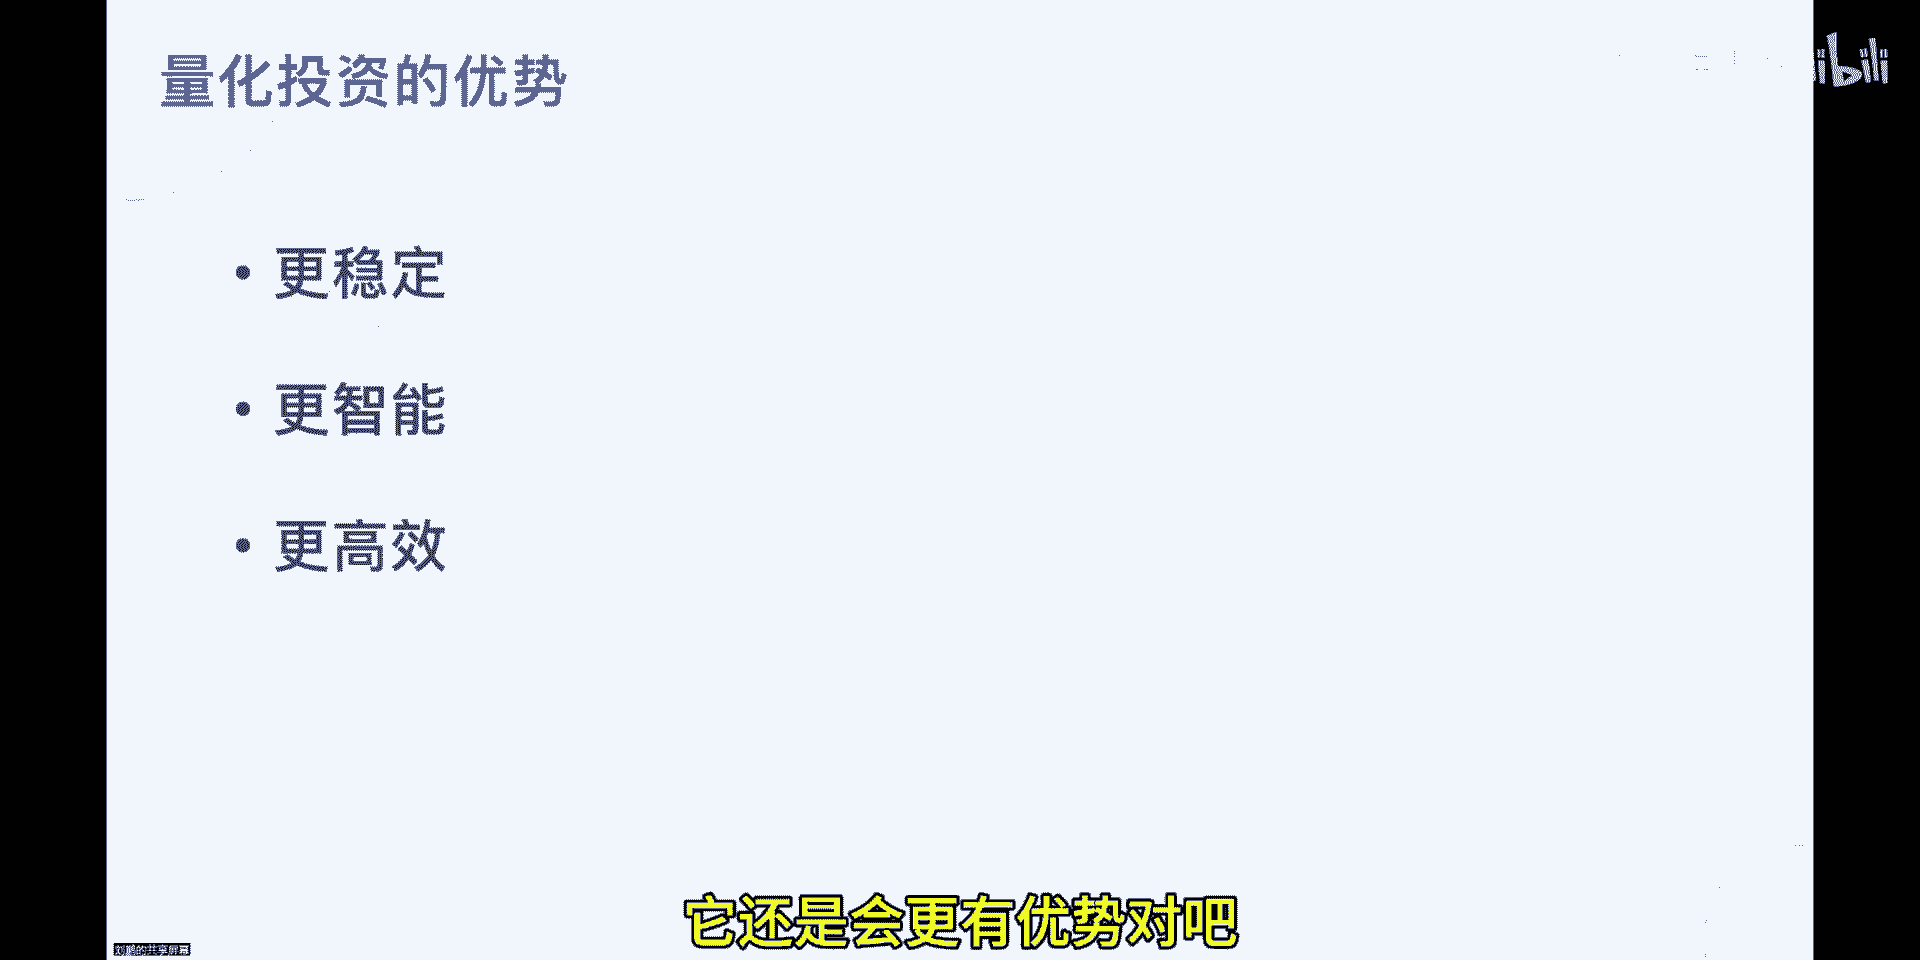 量化投资的优势
ibili
• 更稳定
• 更智能
• 更高效
它还是会更有优势对吧
刘鹏的共享屏幕